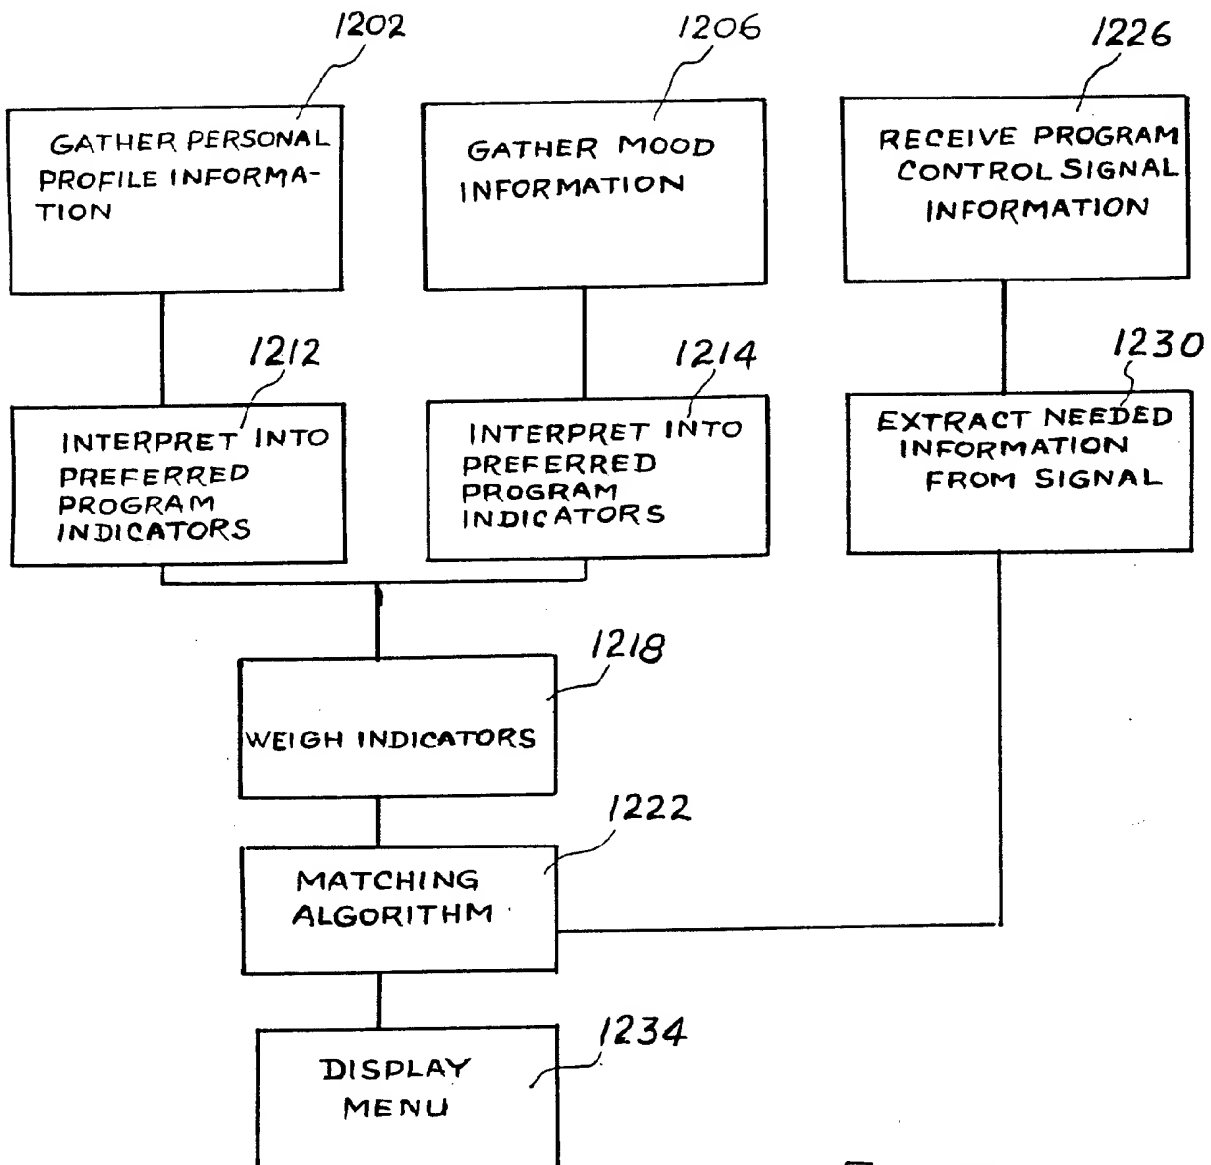 1202
GATHER PERSONAL
PROFILE INFORMA-
TION
1206
GATHER MOOD
INFORMATION
1226
RECEIVE PROGRAM
CONTROL SIGNAL
INFORMATION
1212
INTERPRET INTO
PREFERRED
PROGRAM
INDICATORS
1214
INTERPRET INTO
PREFERRED
PROGRAM
INDICATORS
1230
EXTRACT NEEDED
INFORMATION
FROM SIGNAL
1218
WEIGH INDICATORS
1222
MATCHING
ALGORITHM
1234
DISPLAY
MENU